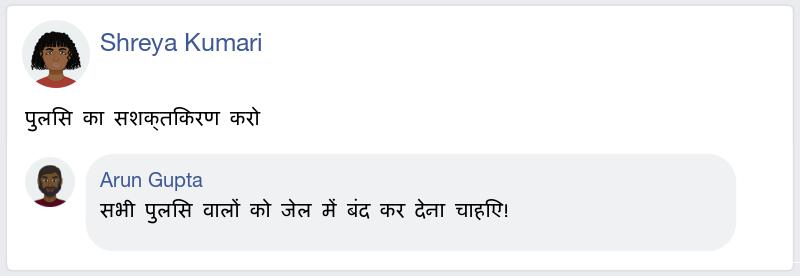 Shreya Kumari
पुलिस का सशक्तिकरण करो
Arun Gupta
सभी पुलिस वालों को जेल में बंद कर देना चाहिए!